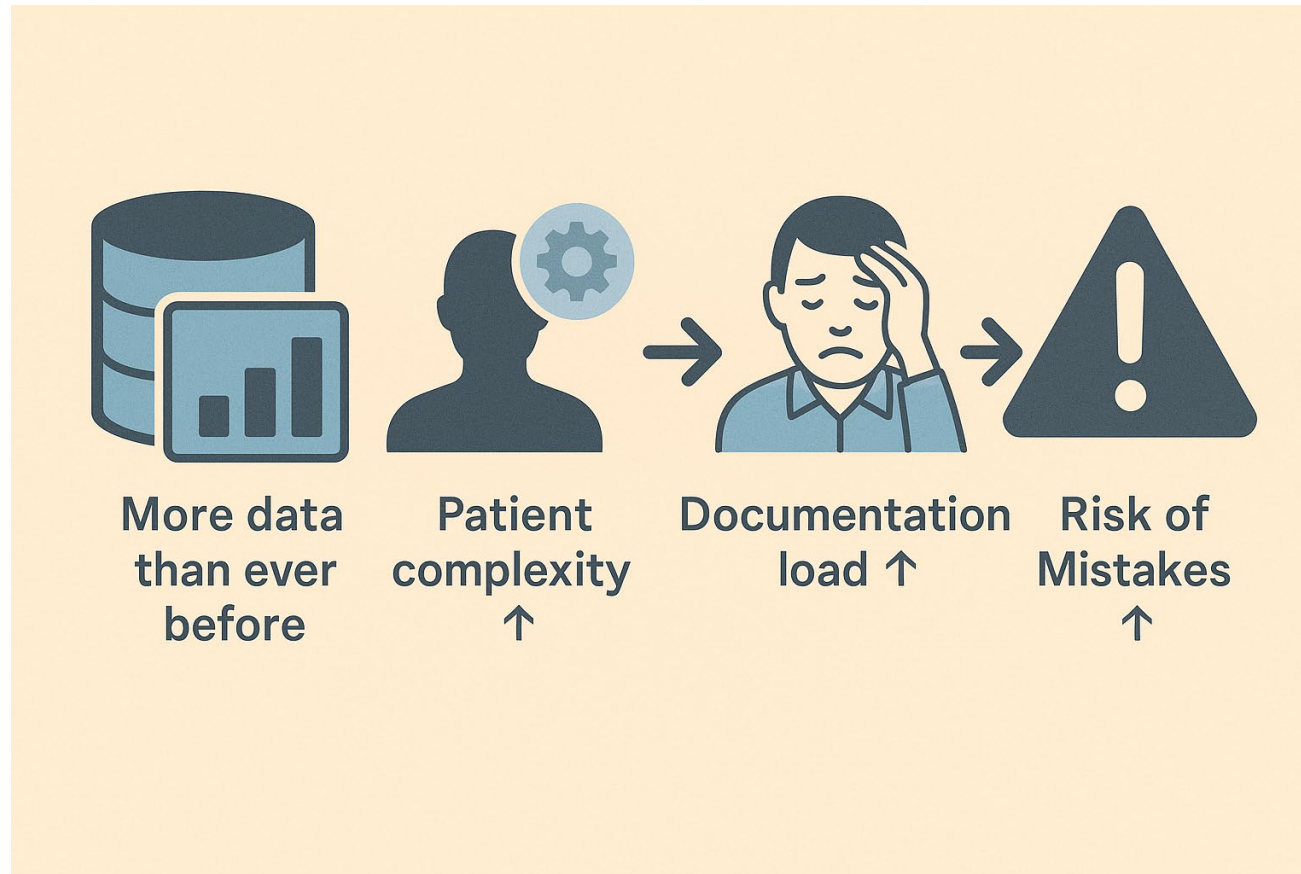 More data
than ever
before
Patient
complexity
↑
Documentation
load ↑
Risk of
Mistakes
↑